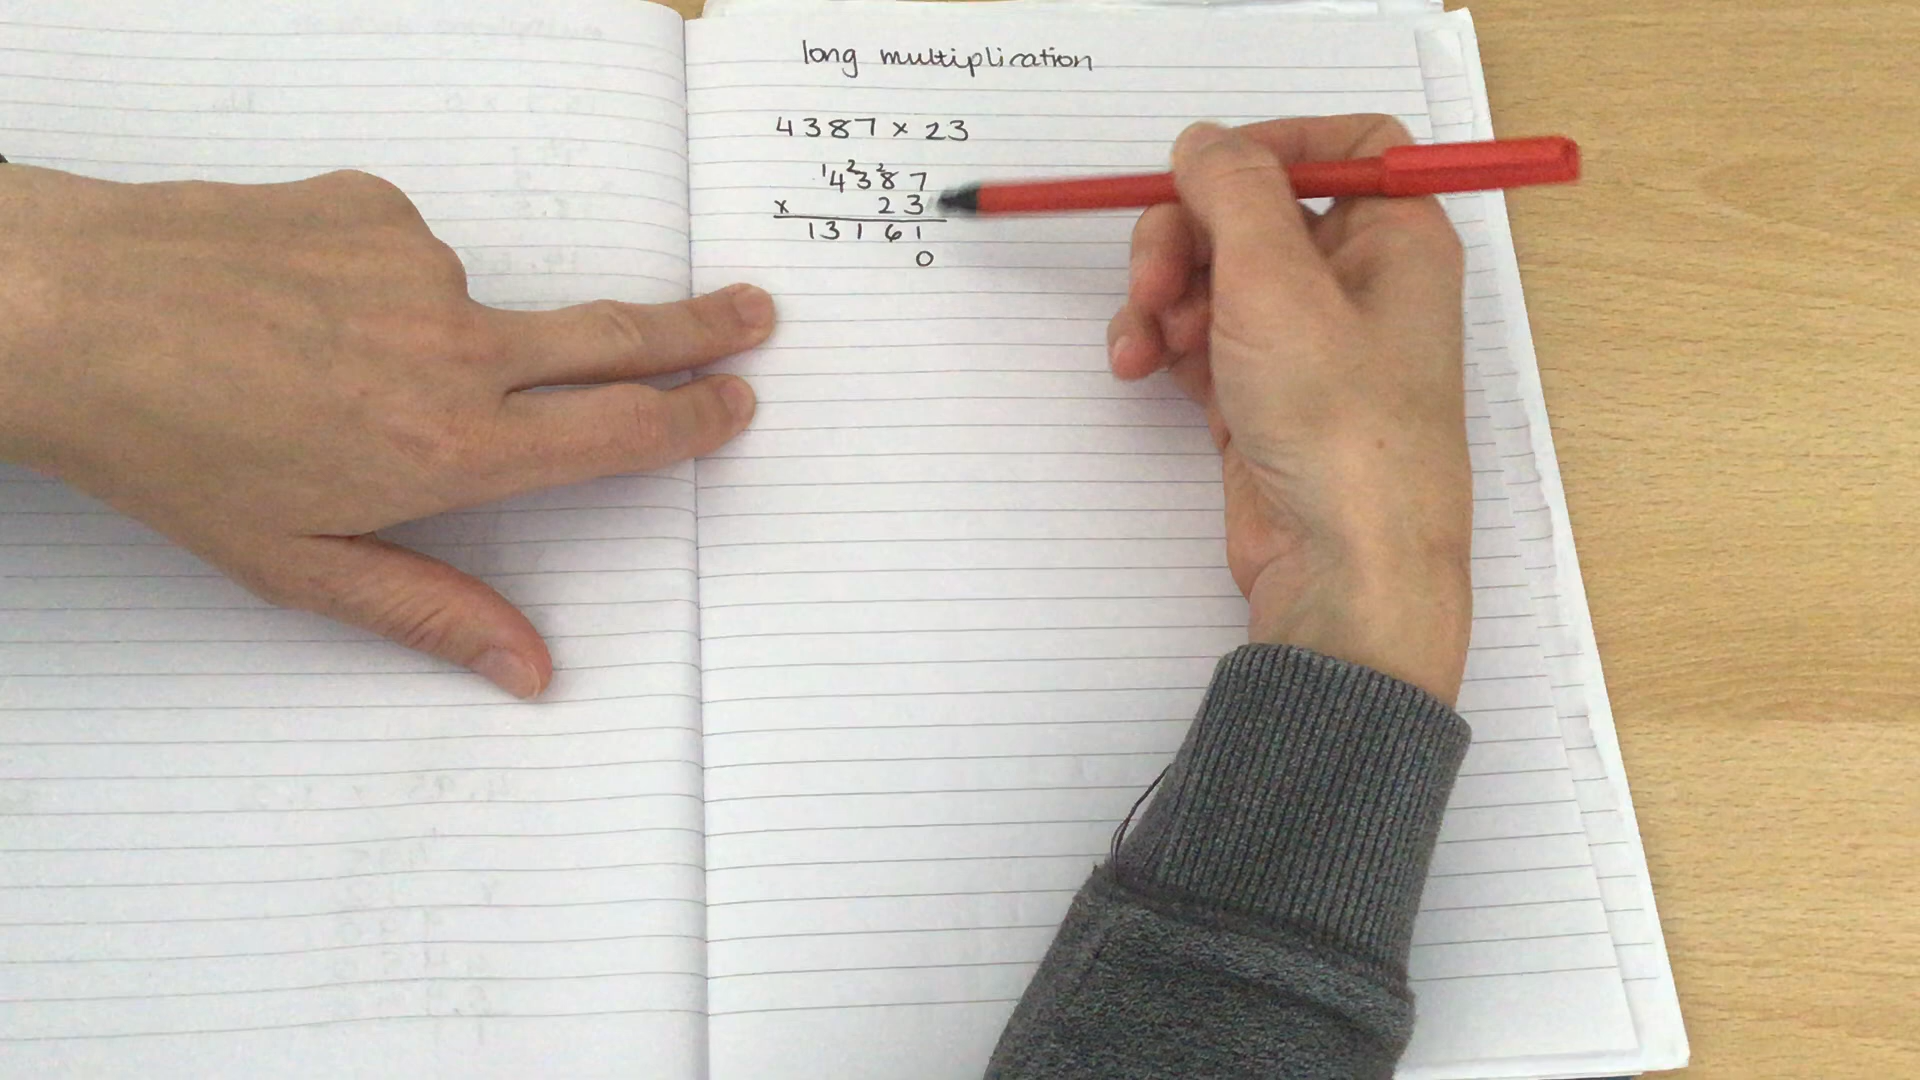 long multiplication
4387 × 23
¹4²3²87
× 23
13161
0